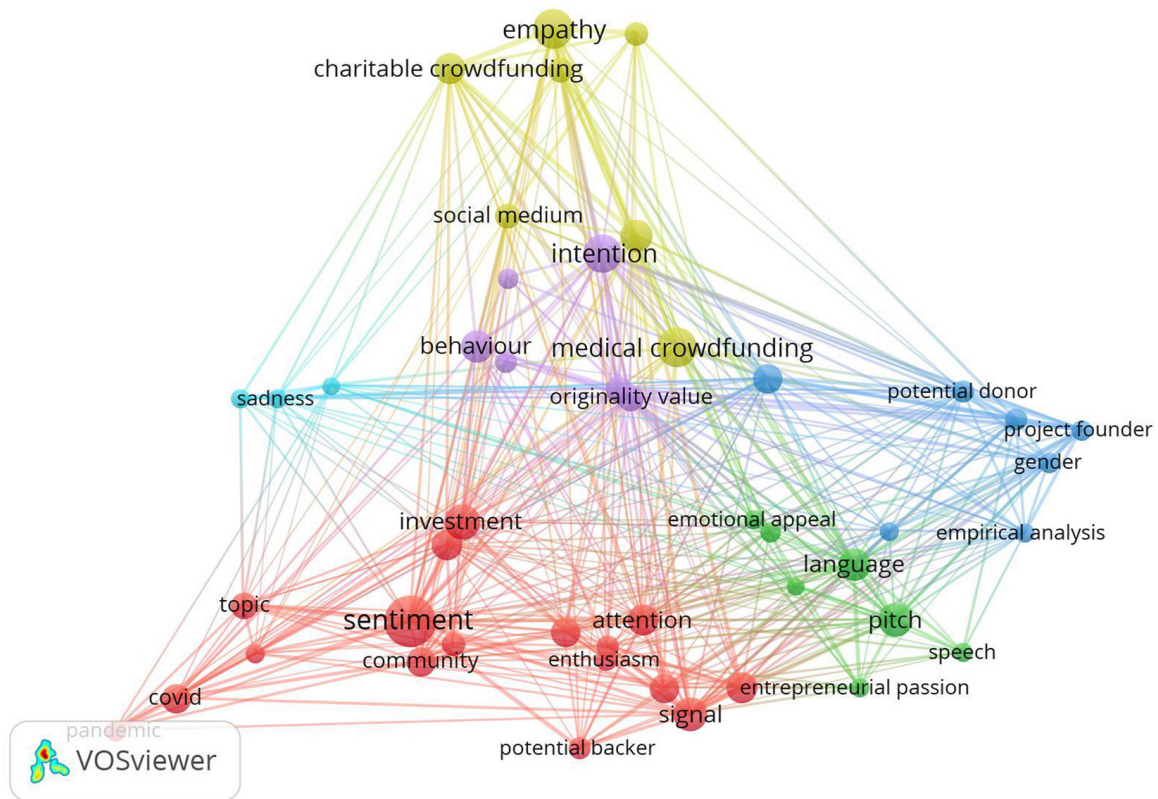 empathy
charitable crowdfunding
social medium
intention
behaviour
medical crowdfunding
potential donor
sadness
originality value
project founder
gender
emotional appeal
investment
empirical analysis
language
topic
sentiment
attention
pitch
speech
community
enthusiasm
entrepreneurial passion
covid
signal
pandemic
potential backer
VOSviewer